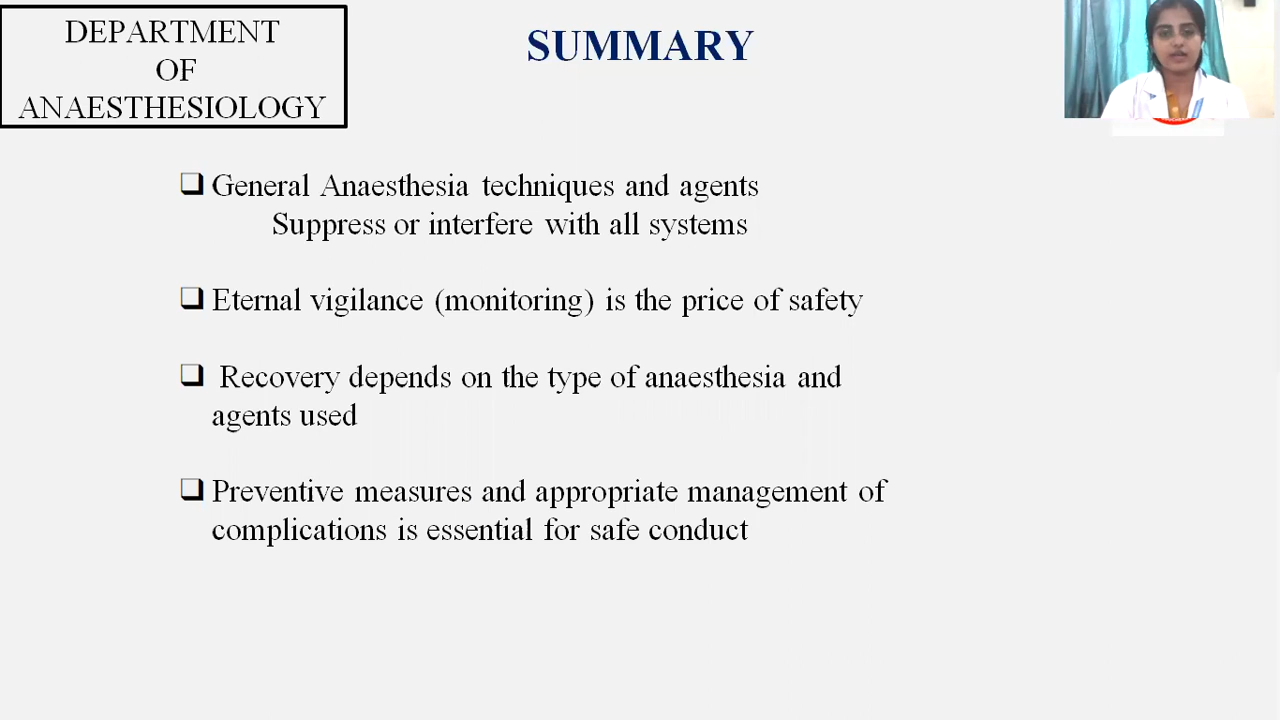 DEPARTMENT
OF
ANAESTHESIOLOGY
SUMMARY
General Anaesthesia techniques and agents
Suppress or interfere with all systems
Eternal vigilance (monitoring) is the price of safety
Recovery depends on the type of anaesthesia and
agents used
Preventive measures and appropriate management of
complications is essential for safe conduct